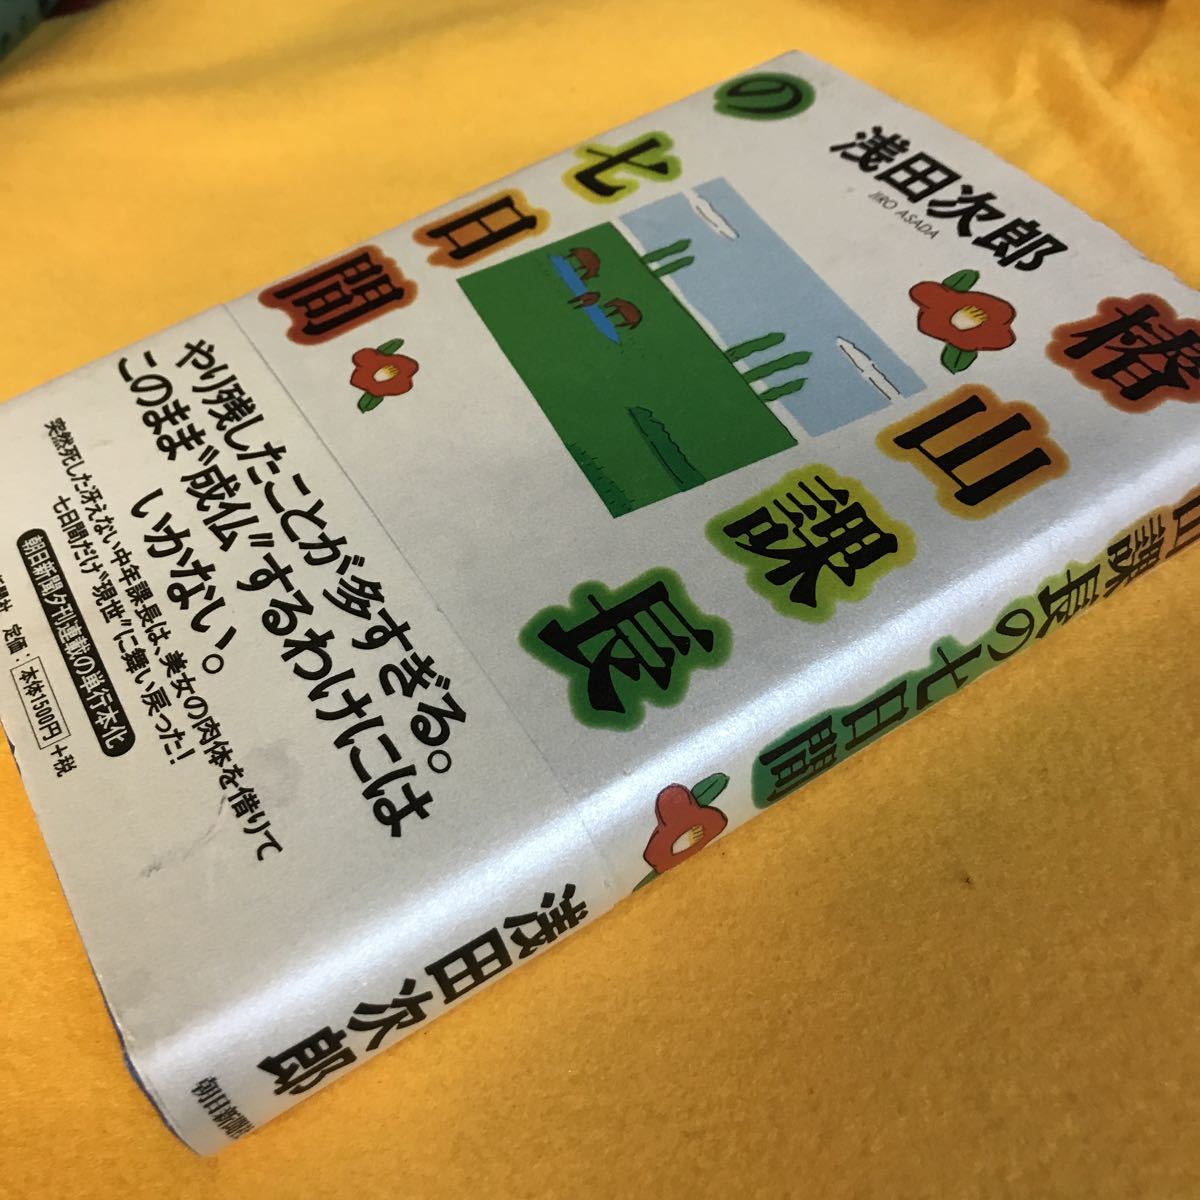 浅田次郎
JIRO ASADA
椿山課長
の七日間
やり残したことが多すぎる。
このまま〝成仏〟するわけには
いかない。
突然死した冴えない中年課長は、美女の肉体を借りて
七日間だけ〝現世〟に舞い戻った!
朝日新聞夕刊連載の単行本化
定価:本体1500円+税
山課長の七日間
浅田次郎
朝日新聞